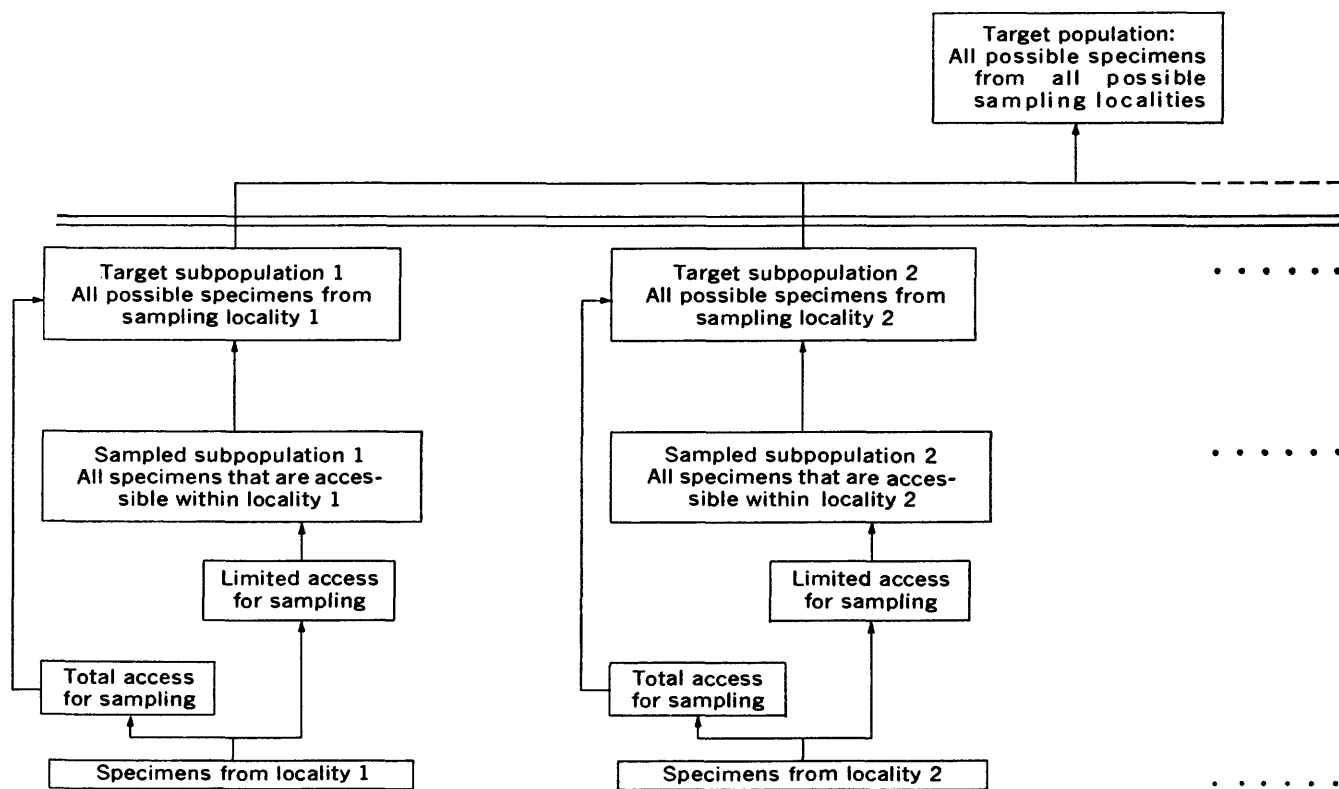 Target population:
All possible specimens
from all possible
sampling localities
Target subpopulation 1
All possible specimens from
sampling locality 1
Target subpopulation 2
All possible specimens from
sampling locality 2
Sampled subpopulation 1
All specimens that are acces-
sible within locality 1
Sampled subpopulation 2
All specimens that are acces-
sible within locality 2
Limited access
for sampling
Limited access
for sampling
Total access
for sampling
Total access
for sampling
Specimens from locality 1
Specimens from locality 2